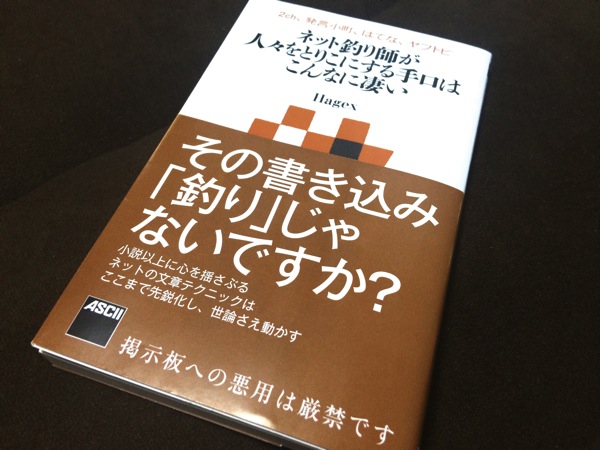 2ch、発言小町、はてな、ヤフトピ
ネット釣り師が
人々をとりこにする手口は
こんなに凄い
Hagex
その書き込み
「釣り」じゃ
ないですか?
小説以上に心を揺さぶる
ネットの文章テクニックは
ここまで先鋭化し、世論さえ動かす
ASCII
掲示板への悪用は厳禁です